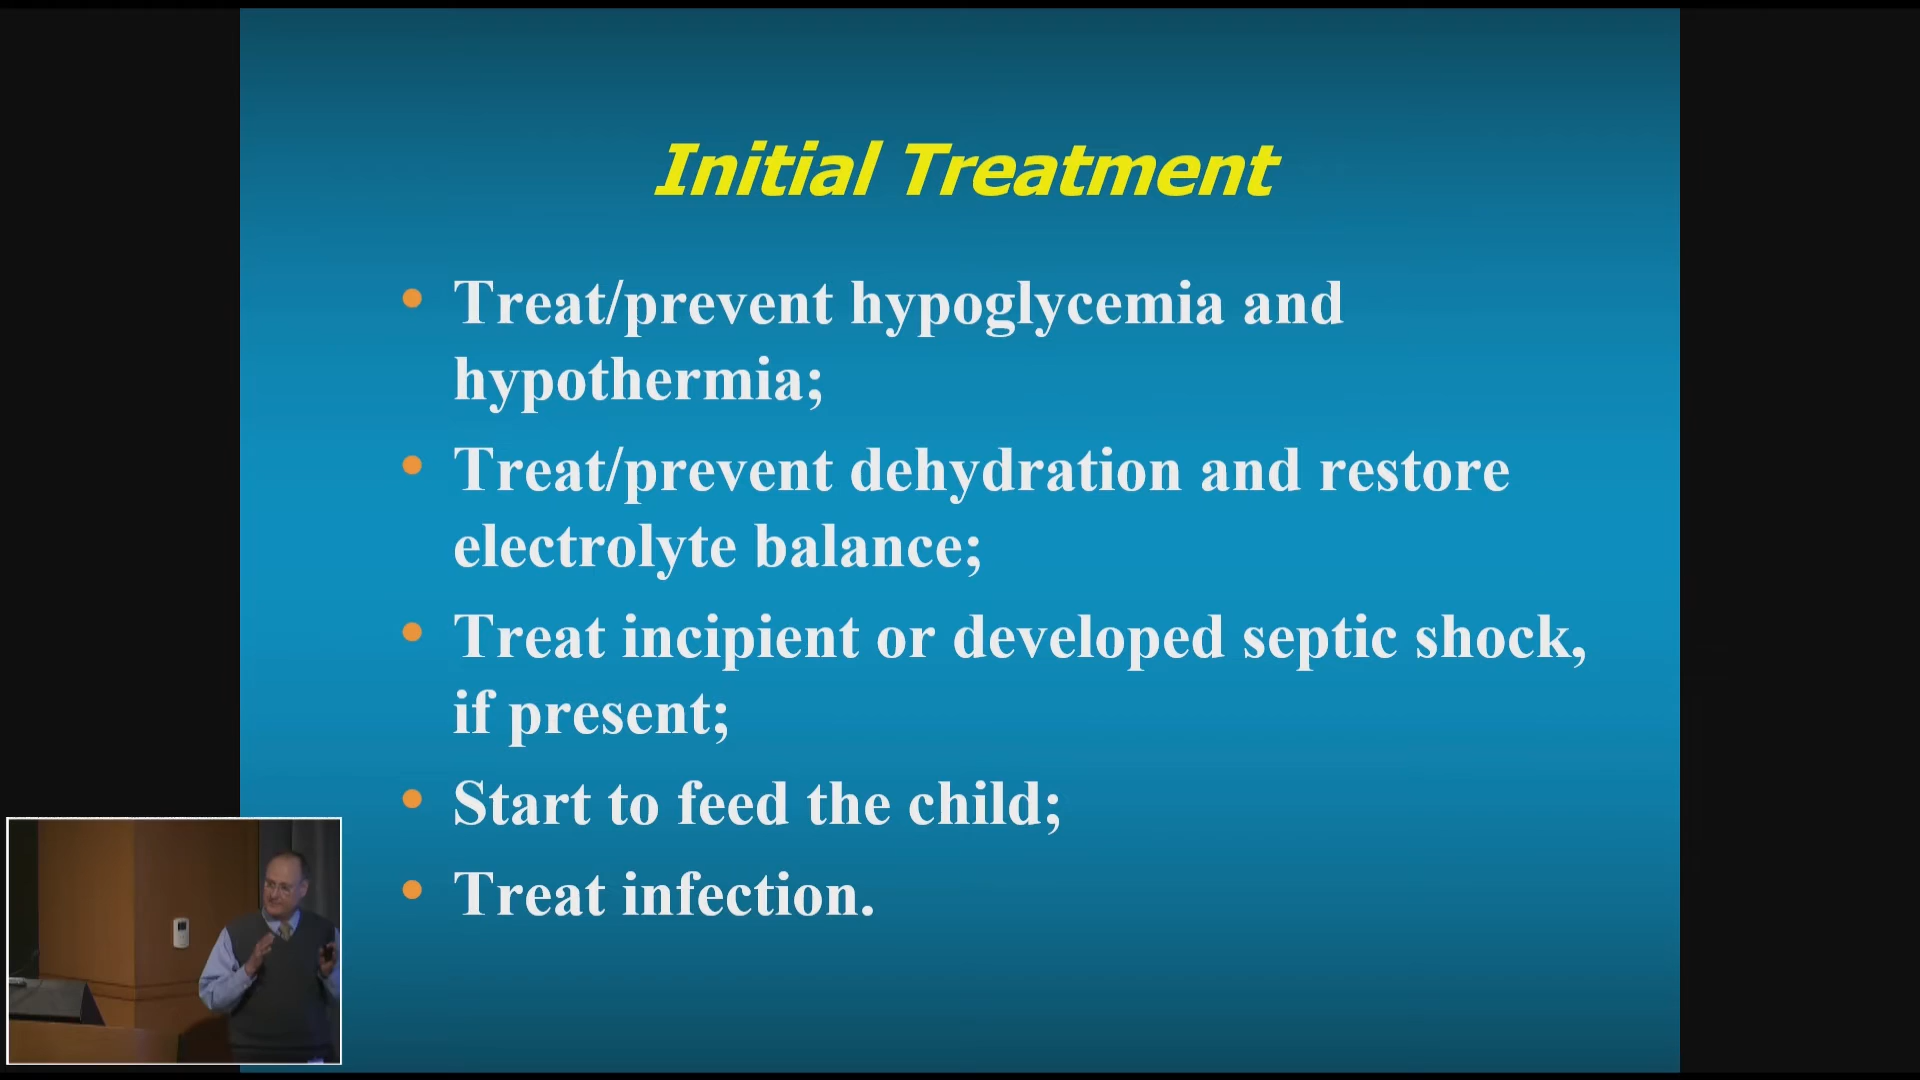 Initial Treatment
• Treat/prevent hypoglycemia and
hypothermia;
• Treat/prevent dehydration and restore
electrolyte balance;
• Treat incipient or developed septic shock,
if present;
• Start to feed the child;
• Treat infection.